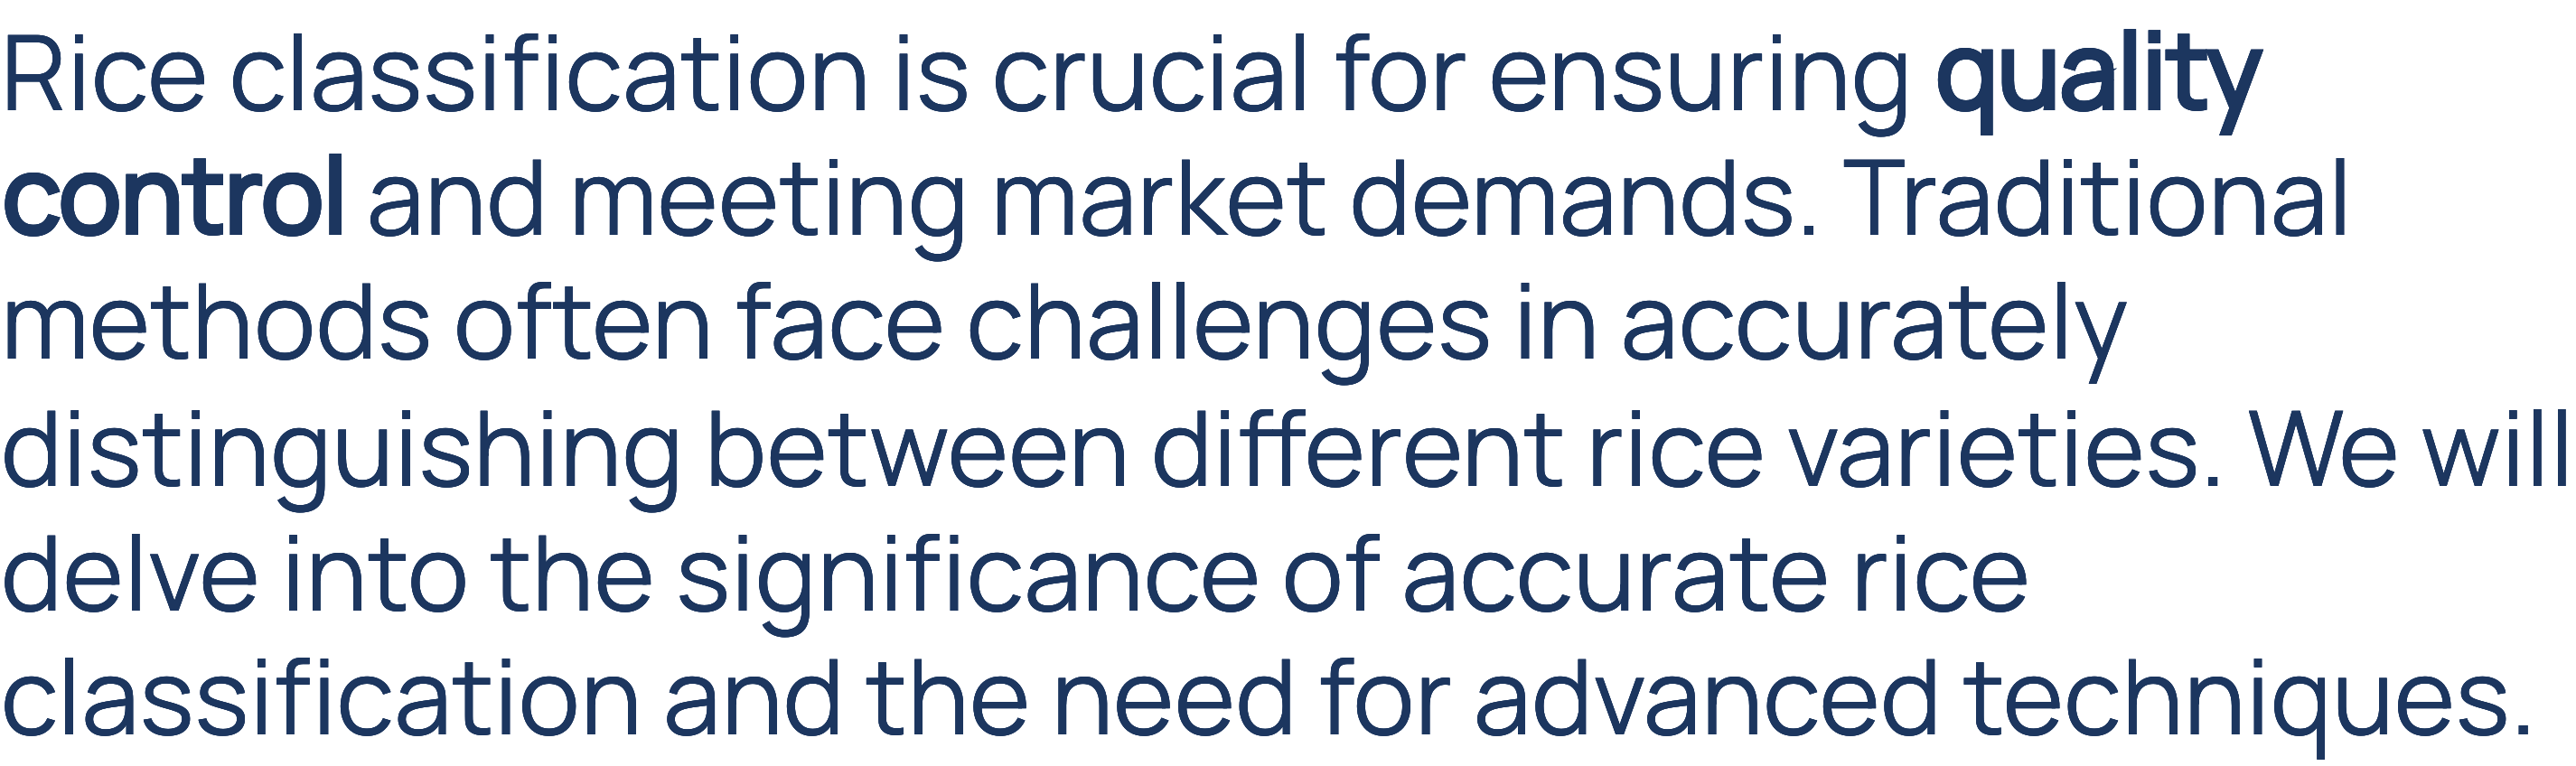 Rice classification is crucial for ensuring quality
control and meeting market demands. Traditional
methods often face challenges in accurately
distinguishing between different rice varieties. We will
delve into the significance of accurate rice
classification and the need for advanced techniques.